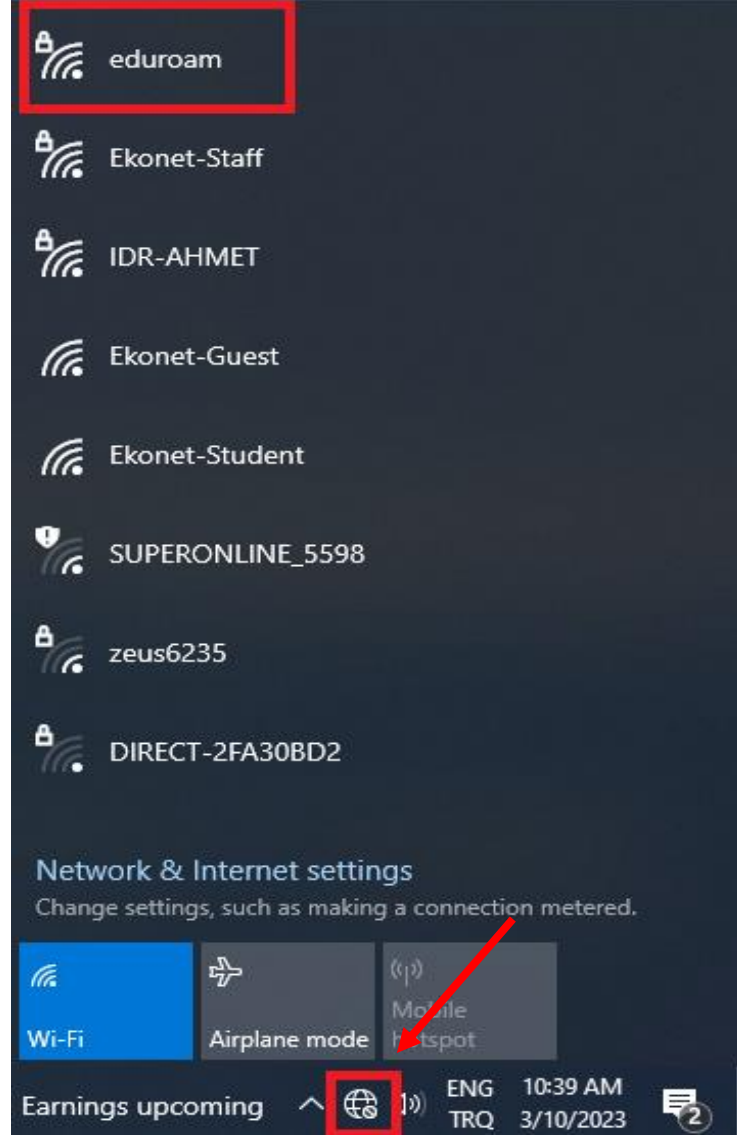 eduroam
Ekonet-Staff
IDR-AHMET
Ekonet-Guest
Ekonet-Student
SUPERONLINE_5598
zeus6235
DIRECT-2FA30BD2
Network & Internet settings
Change settings, such as making a connection metered.
Wi-Fi
Airplane mode
Mobile
hotspot
Earnings upcoming
ENG
TRQ
10:39 AM
3/10/2023
2